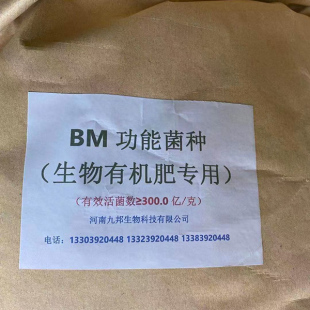 BM 功能菌种
（生物有机肥专用）
（有效活菌数≥300.0 亿/克）
河南九邦生物科技有限公司
电话：13303920448 13323920448 13383920448